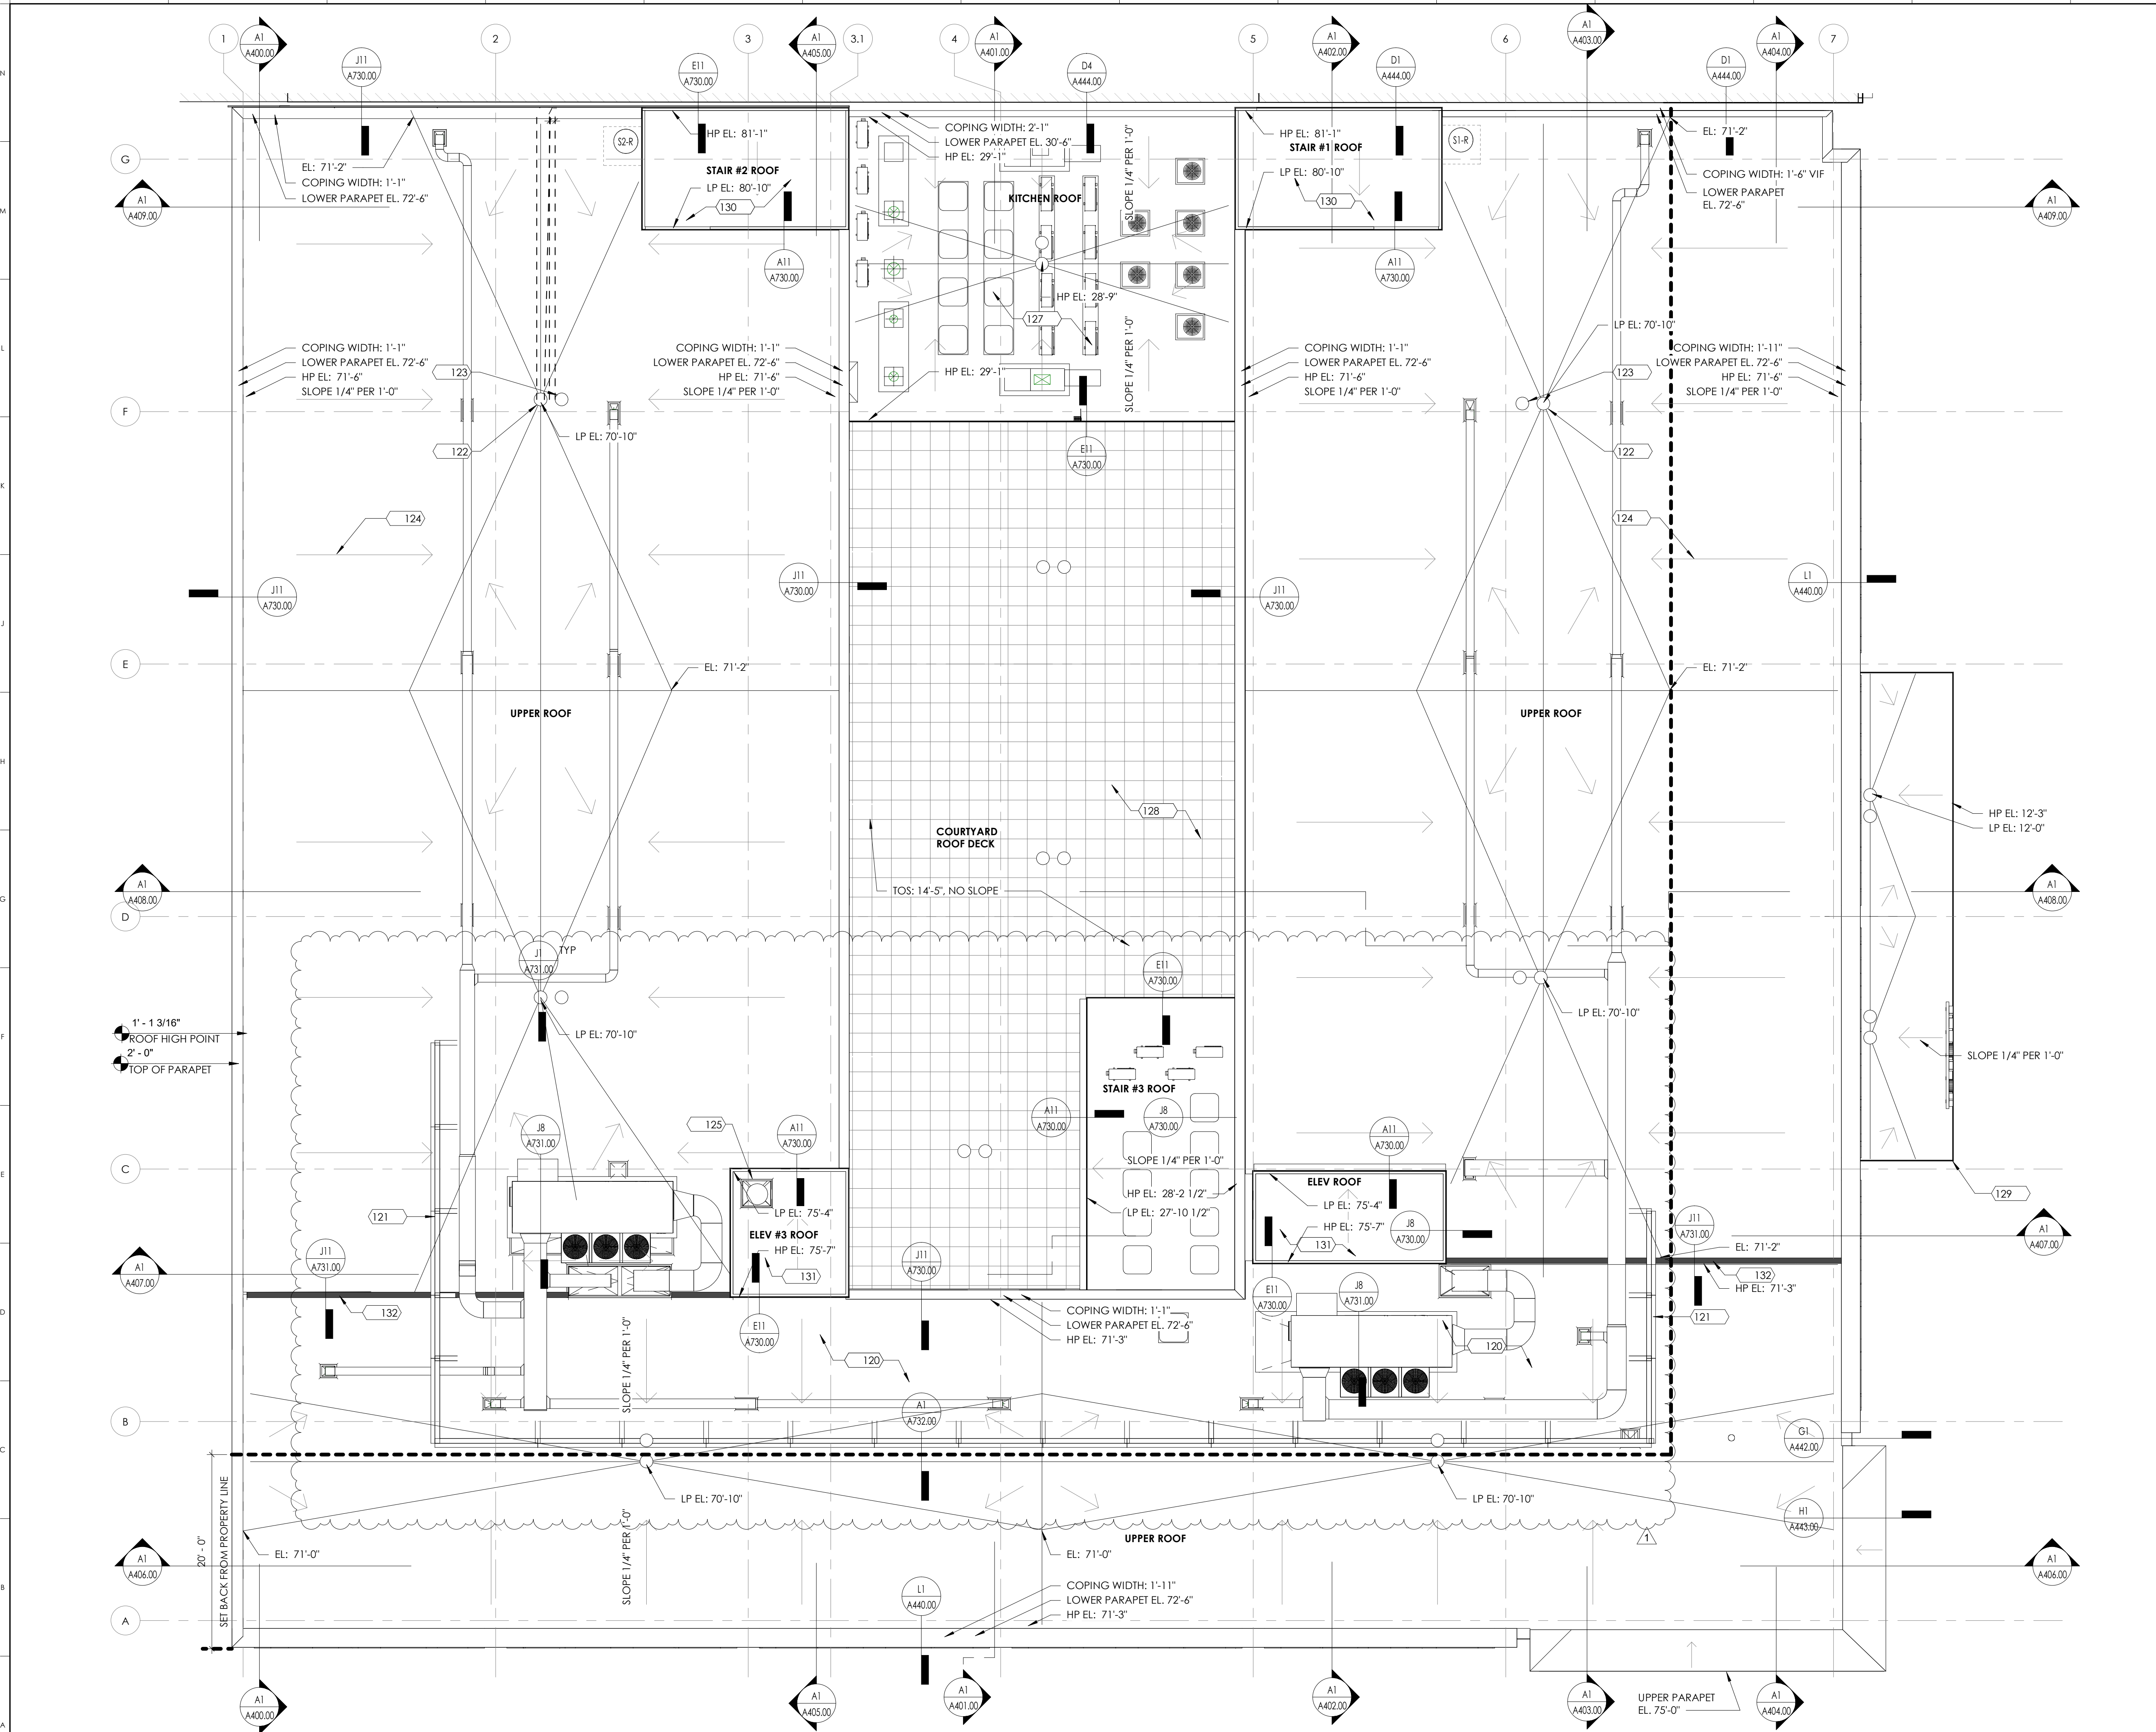 1
A1
A400.00
2
3
A1
A405.00
3.1
4
A1
A401.00
5
A1
A402.00
6
A1
A403.00
A1
A404.00
7
J11
A730.00
E11
A730.00
D4
A444.00
D1
A444.00
D1
A444.00
N
M
L
K
J
H
G
F
E
D
C
B
A
G
F
E
D
C
B
A
A1
A409.00
A1
A409.00
EL: 71'-2"
COPING WIDTH: 1'-1"
LOWER PARAPET EL. 72'-6"
S2-R
HP EL: 81'-1"
STAIR #2 ROOF
LP EL: 80'-10"
130
A11
A730.00
COPING WIDTH: 2'-1"
LOWER PARAPET EL. 30'-6"
HP EL: 29'-1"
KITCHEN ROOF
SLOPE 1/4" PER 1'-0"
HP EL: 28'-9"
127
SLOPE 1/4" PER 1'-0"
HP EL: 29'-1"
E11
A730.00
HP EL: 81'-1"
STAIR #1 ROOF
LP EL: 80'-10"
130
S1-R
A11
A730.00
EL: 71'-2"
COPING WIDTH: 1'-6" VIF
LOWER PARAPET
EL. 72'-6"
COPING WIDTH: 1'-1"
LOWER PARAPET EL. 72'-6"
HP EL: 71'-6"
SLOPE 1/4" PER 1'-0"
123
COPING WIDTH: 1'-1"
LOWER PARAPET EL. 72'-6"
HP EL: 71'-6"
SLOPE 1/4" PER 1'-0"
COPING WIDTH: 1'-1"
LOWER PARAPET EL. 72'-6"
HP EL: 71'-6"
SLOPE 1/4" PER 1'-0"
LP EL: 70'-10"
COPING WIDTH: 1'-11"
LOWER PARAPET EL. 72'-6"
HP EL: 71'-6"
SLOPE 1/4" PER 1'-0"
123
122
LP EL: 70'-10"
122
124
124
J11
A730.00
J11
A730.00
J11
A730.00
L1
A440.00
EL: 71'-2"
UPPER ROOF
EL: 71'-2"
UPPER ROOF
COURTYARD
ROOF DECK
128
TOS: 14'-5", NO SLOPE
HP EL: 12'-3"
LP EL: 12'-0"
A1
A408.00
A1
A408.00
J1
A731.00
TYP
E11
A730.00
LP EL: 70'-10"
LP EL: 70'-10"
1' - 1 3/16"
ROOF HIGH POINT
2' - 0"
TOP OF PARAPET
SLOPE 1/4" PER 1'-0"
STAIR #3 ROOF
A11
A730.00
J8
A730.00
SLOPE 1/4" PER 1'-0"
HP EL: 28'-2 1/2"
LP EL: 27'-10 1/2"
J8
A731.00
125
A11
A730.00
LP EL: 75'-4"
ELEV #3 ROOF
HP EL: 75'-7"
131
E11
A730.00
A11
A730.00
ELEV ROOF
LP EL: 75'-4"
HP EL: 75'-7"
131
J8
A730.00
E11
A730.00
J8
A731.00
129
121
J11
A731.00
132
A1
A407.00
A1
A407.00
J11
A731.00
EL: 71'-2"
132
HP EL: 71'-3"
121
J11
A730.00
COPING WIDTH: 1'-1"
LOWER PARAPET EL. 72'-6"
HP EL: 71'-3"
120
120
SLOPE 1/4" PER 1'-0"
A1
A732.00
G1
A442.00
H1
A443.00
LP EL: 70'-10"
LP EL: 70'-10"
SLOPE 1/4" PER 1'-0"
UPPER ROOF
1
20' - 0"
SET BACK FROM PROPERTY LINE
EL: 71'-0"
EL: 71'-0"
A1
A406.00
A1
A406.00
L1
A440.00
COPING WIDTH: 1'-11"
LOWER PARAPET EL. 72'-6"
HP EL: 71'-3"
A1
A400.00
A1
A405.00
A1
A401.00
A1
A402.00
A1
A403.00
UPPER PARAPET
EL. 75'-0"
A1
A404.00